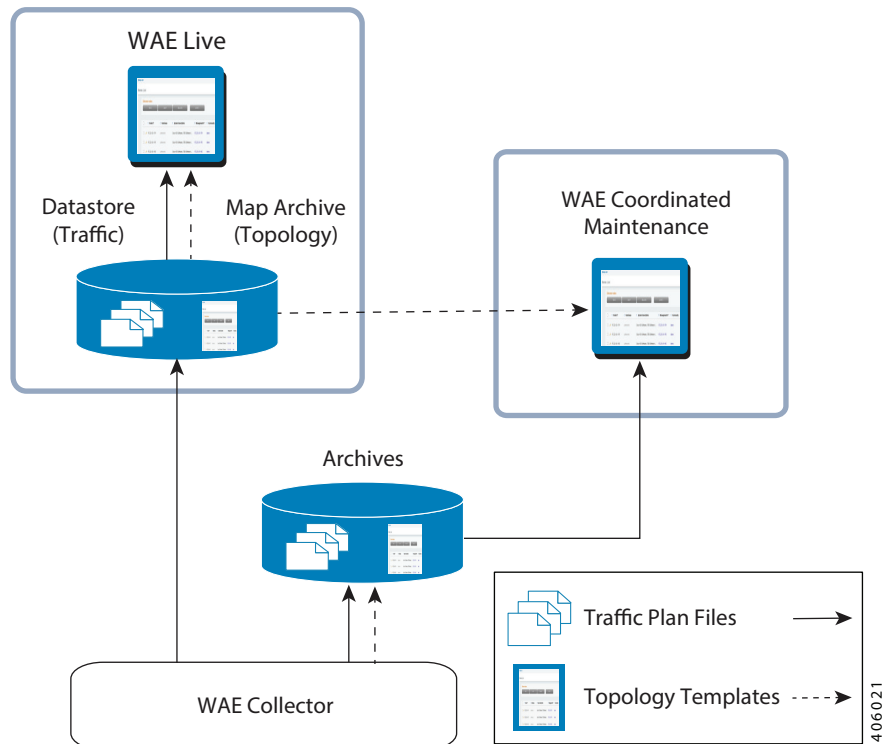 WAE Live
Datastore
(Traffic)
Map Archive
(Topology)
WAE Coordinated
Maintenance
Archives
WAE Collector
Traffic Plan Files
Topology Templates
406021